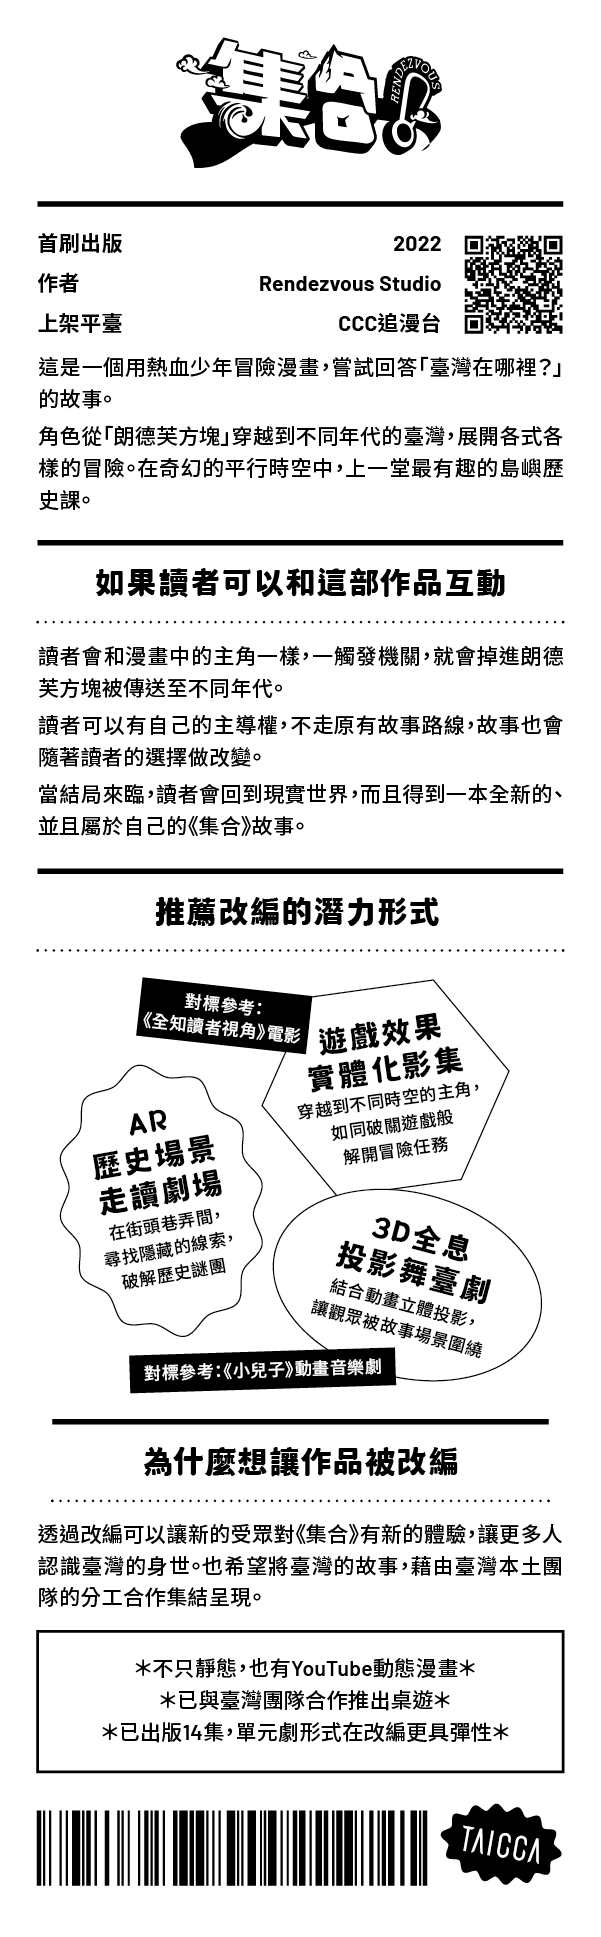 集合!
RENDEZVOUS
首刷出版 2022
作者 Rendezvous Studio
上架平臺 CCC追漫台
這是一個用熱血少年冒險漫畫，嘗試回答「臺灣在哪裡？」
的故事。
角色從「朗德芙方塊」穿越到不同年代的臺灣，展開各式各
樣的冒險。在奇幻的平行時空中，上一堂最有趣的島嶼歷
史課。
如果讀者可以和這部作品互動
讀者會和漫畫中的主角一樣，一觸發機關，就會掉進朗德
芙方塊被傳送至不同年代。
讀者可以有自己的主導權，不走原有故事路線，故事也會
隨著讀者的選擇做改變。
當結局來臨，讀者會回到現實世界，而且得到一本全新的、
並且屬於自己的《集合》故事。
推薦改編的潛力形式
對標參考：
《全知讀者視角》電影
遊戲效果
實體化影集
穿越到不同時空的主角，
如同破關遊戲般
解開冒險任務
AR
歷史場景
走讀劇場
在街頭巷弄間，
尋找隱藏的線索，
破解歷史謎團
3D全息
投影舞臺劇
結合動畫立體投影，
讓觀眾被故事場景圍繞
對標參考：《小兒子》動畫音樂劇
為什麼想讓作品被改編
透過改編可以讓新的受眾對《集合》有新的體驗，讓更多人
認識臺灣的身世。也希望將臺灣的故事，藉由臺灣本土團
隊的分工合作集結呈現。
＊不只靜態，也有YouTube動態漫畫＊
＊已與臺灣團隊合作推出桌遊＊
＊已出版14集，單元劇形式在改編更具彈性＊
TAICCA